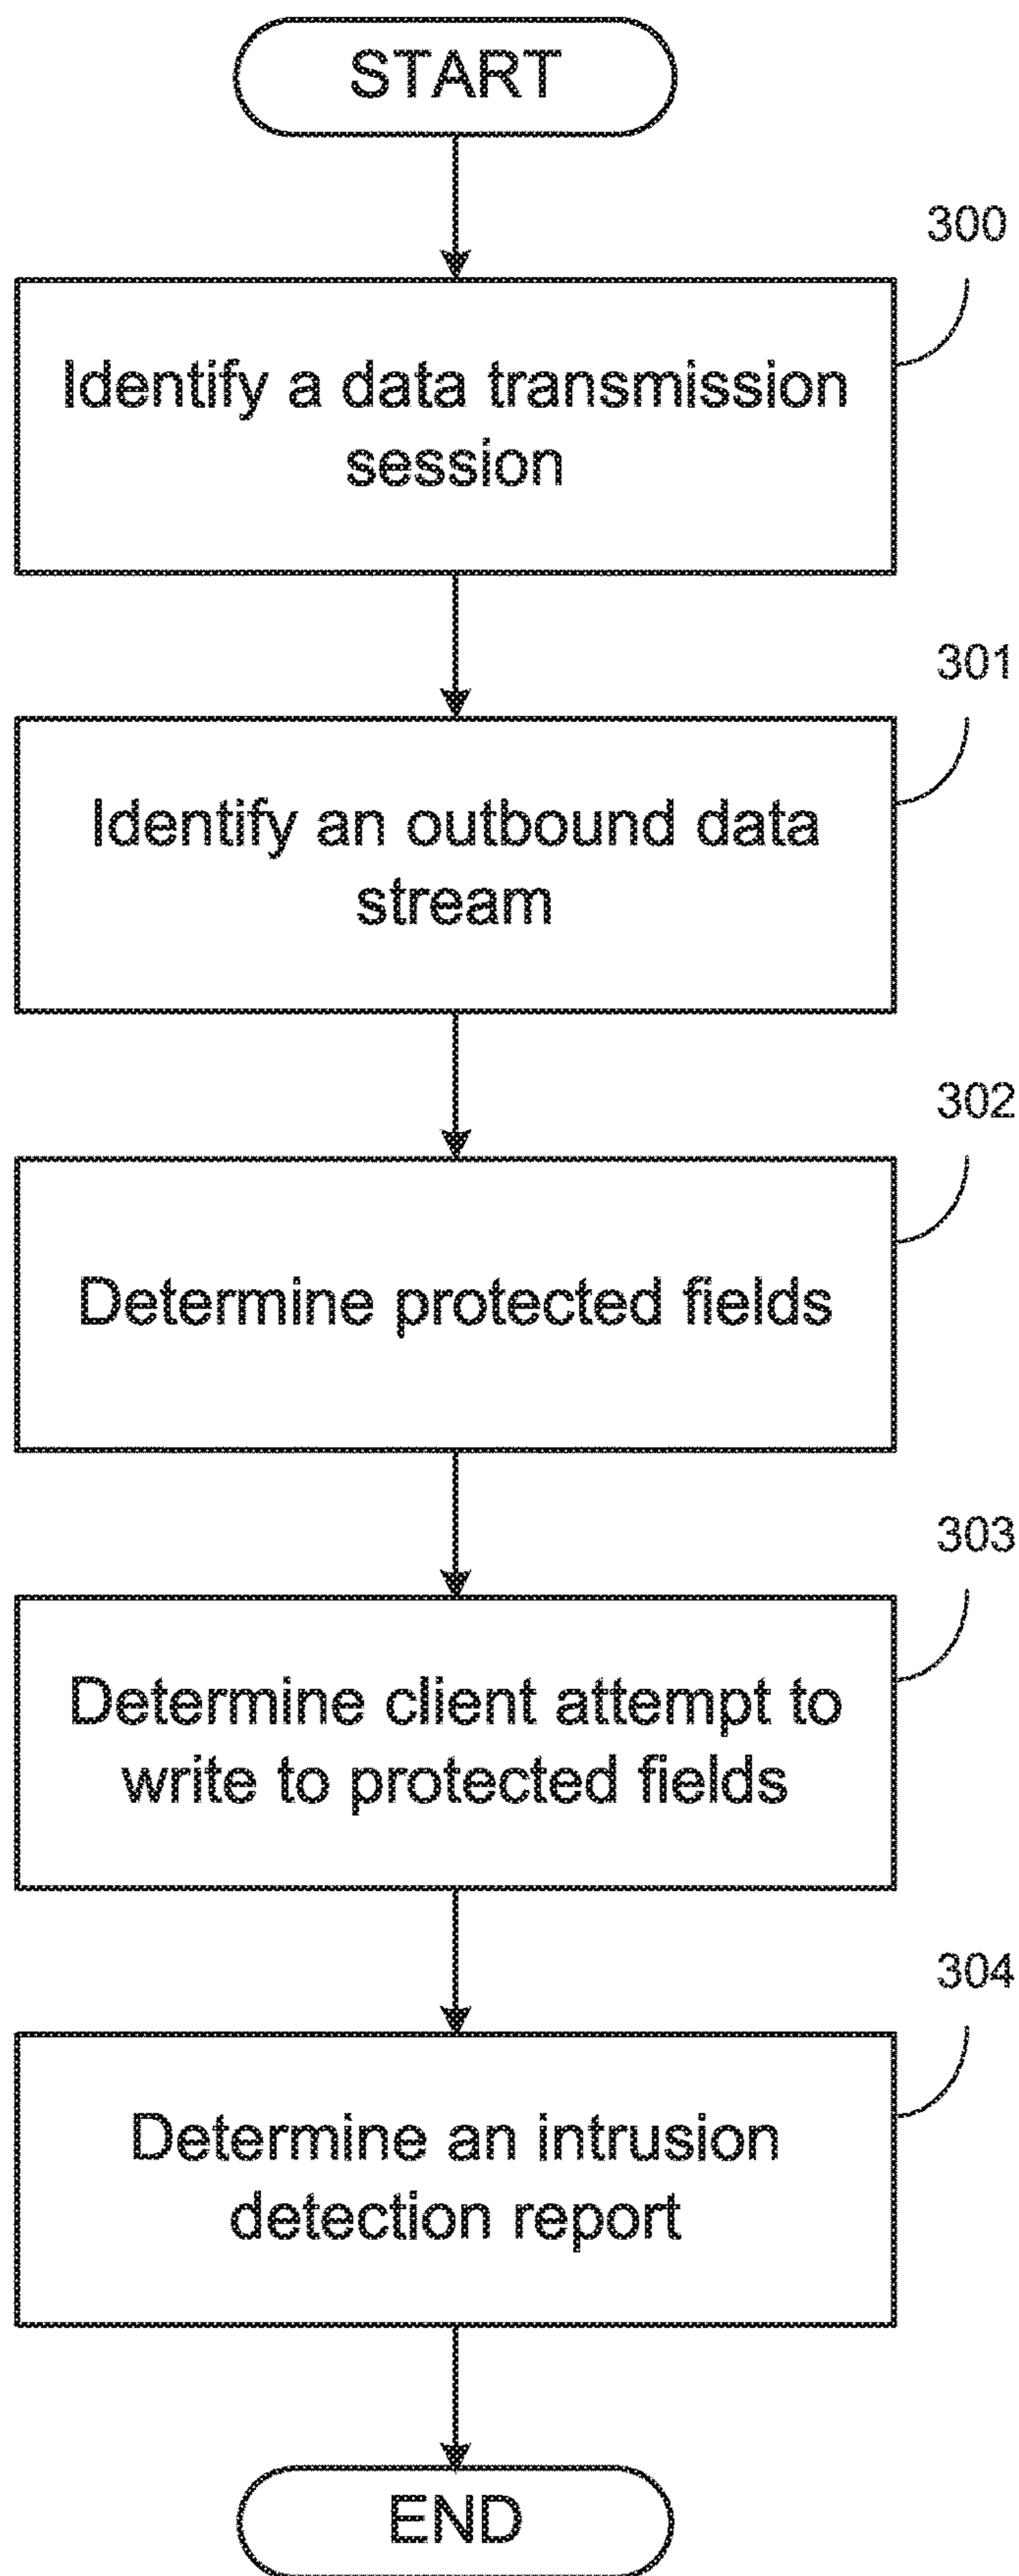 START
300
Identify a data transmission
session
301
Identify an outbound data
stream
302
Determine protected fields
303
Determine client attempt to
write to protected fields
304
Determine an intrusion
detection report
END